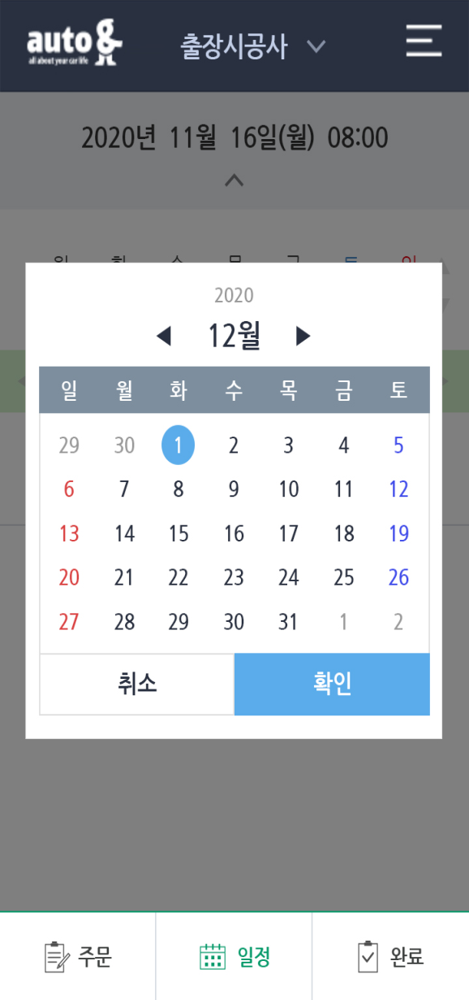 auto&
all about your car life
출장시공사
2020년 11월 16일(월) 08:00
2020
12월
일 월 화 수 목 금 토
29 30 1 2 3 4 5
6 7 8 9 10 11 12
13 14 15 16 17 18 19
20 21 22 23 24 25 26
27 28 29 30 31 1 2
취소 확인
주문 일정 완료